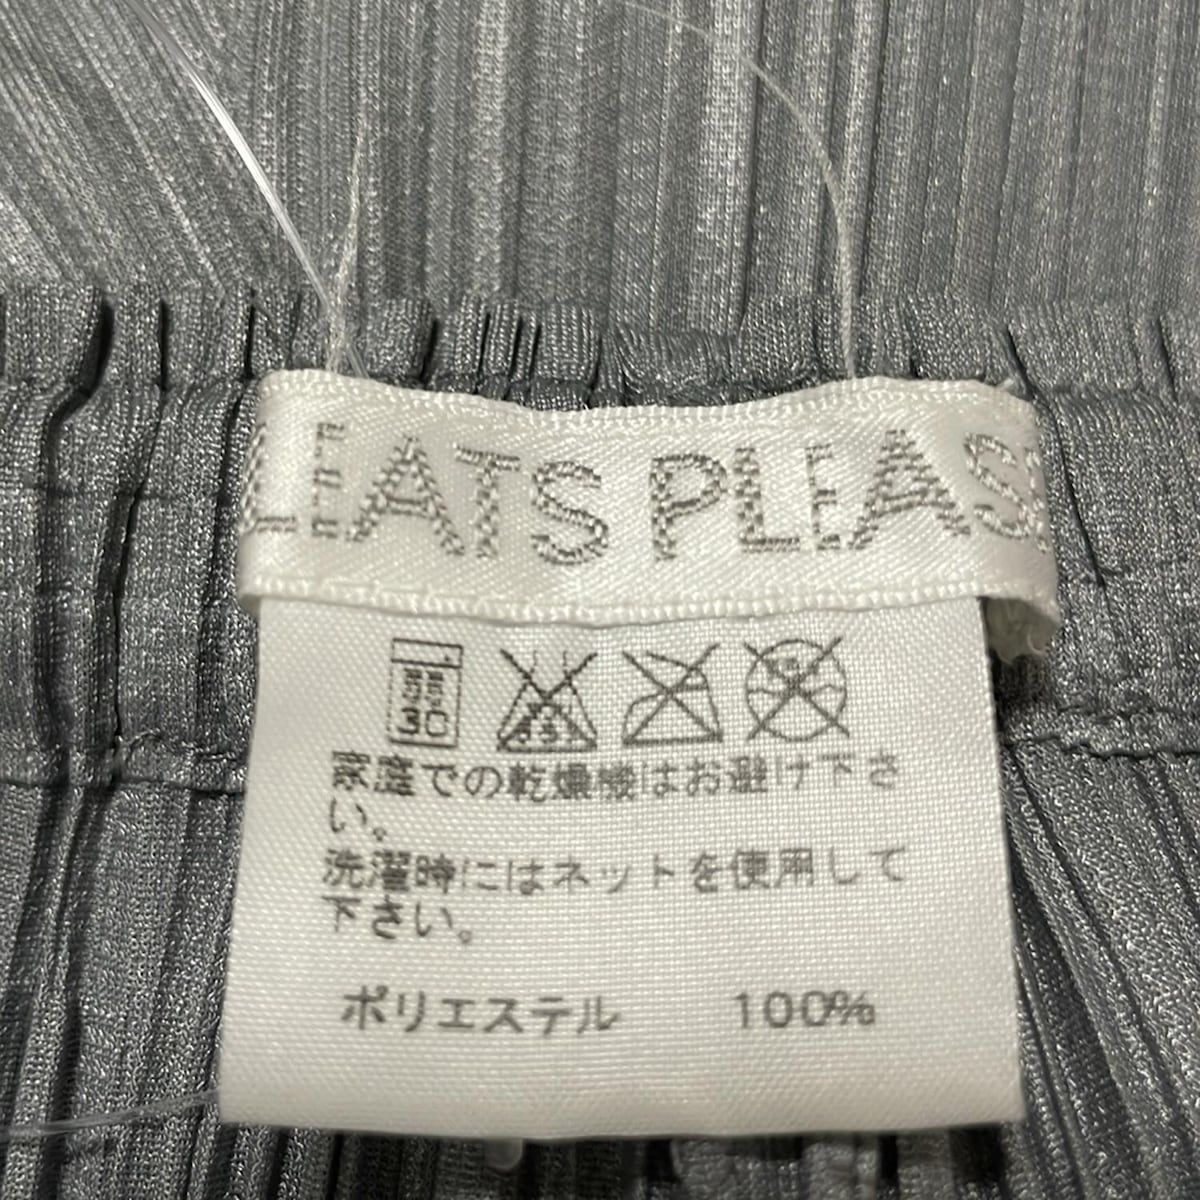 LEATS PLEAS
30
家庭での乾燥機はお避け下さ
い。
洗濯時にはネットを使用して
下さい。
ポリエステル 100%